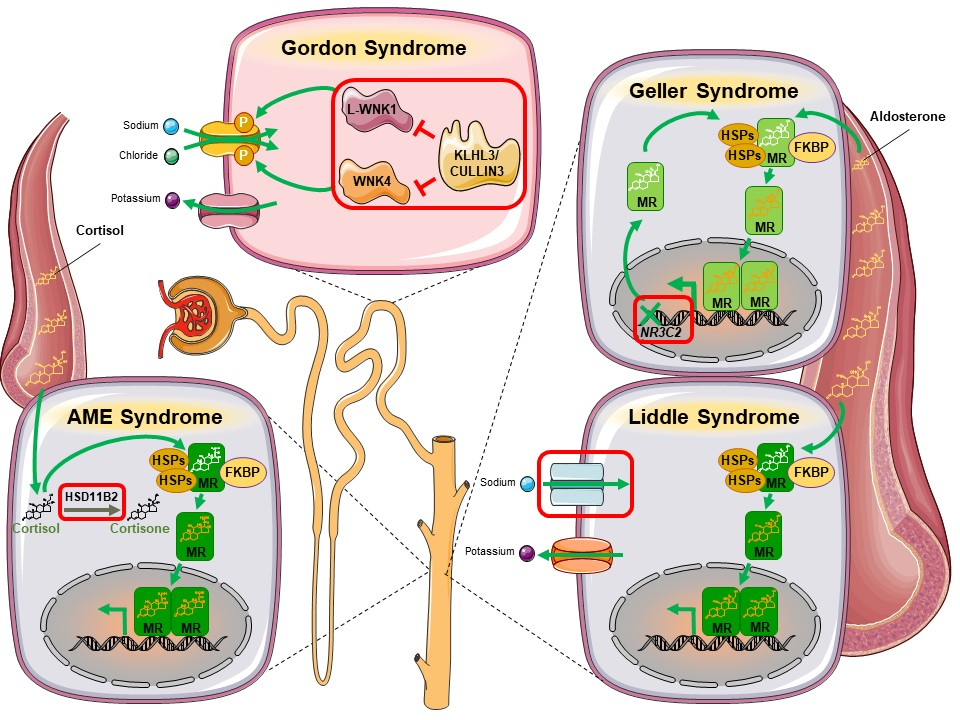 Gordon Syndrome
Sodium
Chloride
Potassium
P
P
L-WNK1
WNK4
KLHL3/
CULLIN3
Cortisol
Geller Syndrome
Aldosterone
HSPs
HSPs
MR
FKBP
MR
MR
MR
MR
NR3C2
AME Syndrome
HSPs
HSPs
MR
FKBP
HSD11B2
Cortisol
Cortisone
MR
MR
MR
Liddle Syndrome
HSPs
HSPs
MR
FKBP
Sodium
Potassium
MR
MR
MR